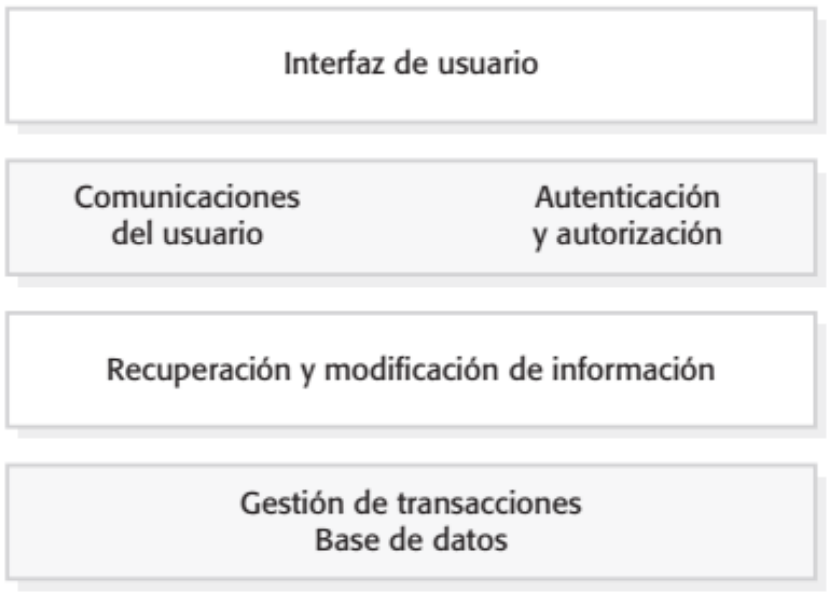 Interfaz de usuario
Comunicaciones
del usuario
Autenticación
y autorización
Recuperación y modificación de información
Gestión de transacciones
Base de datos